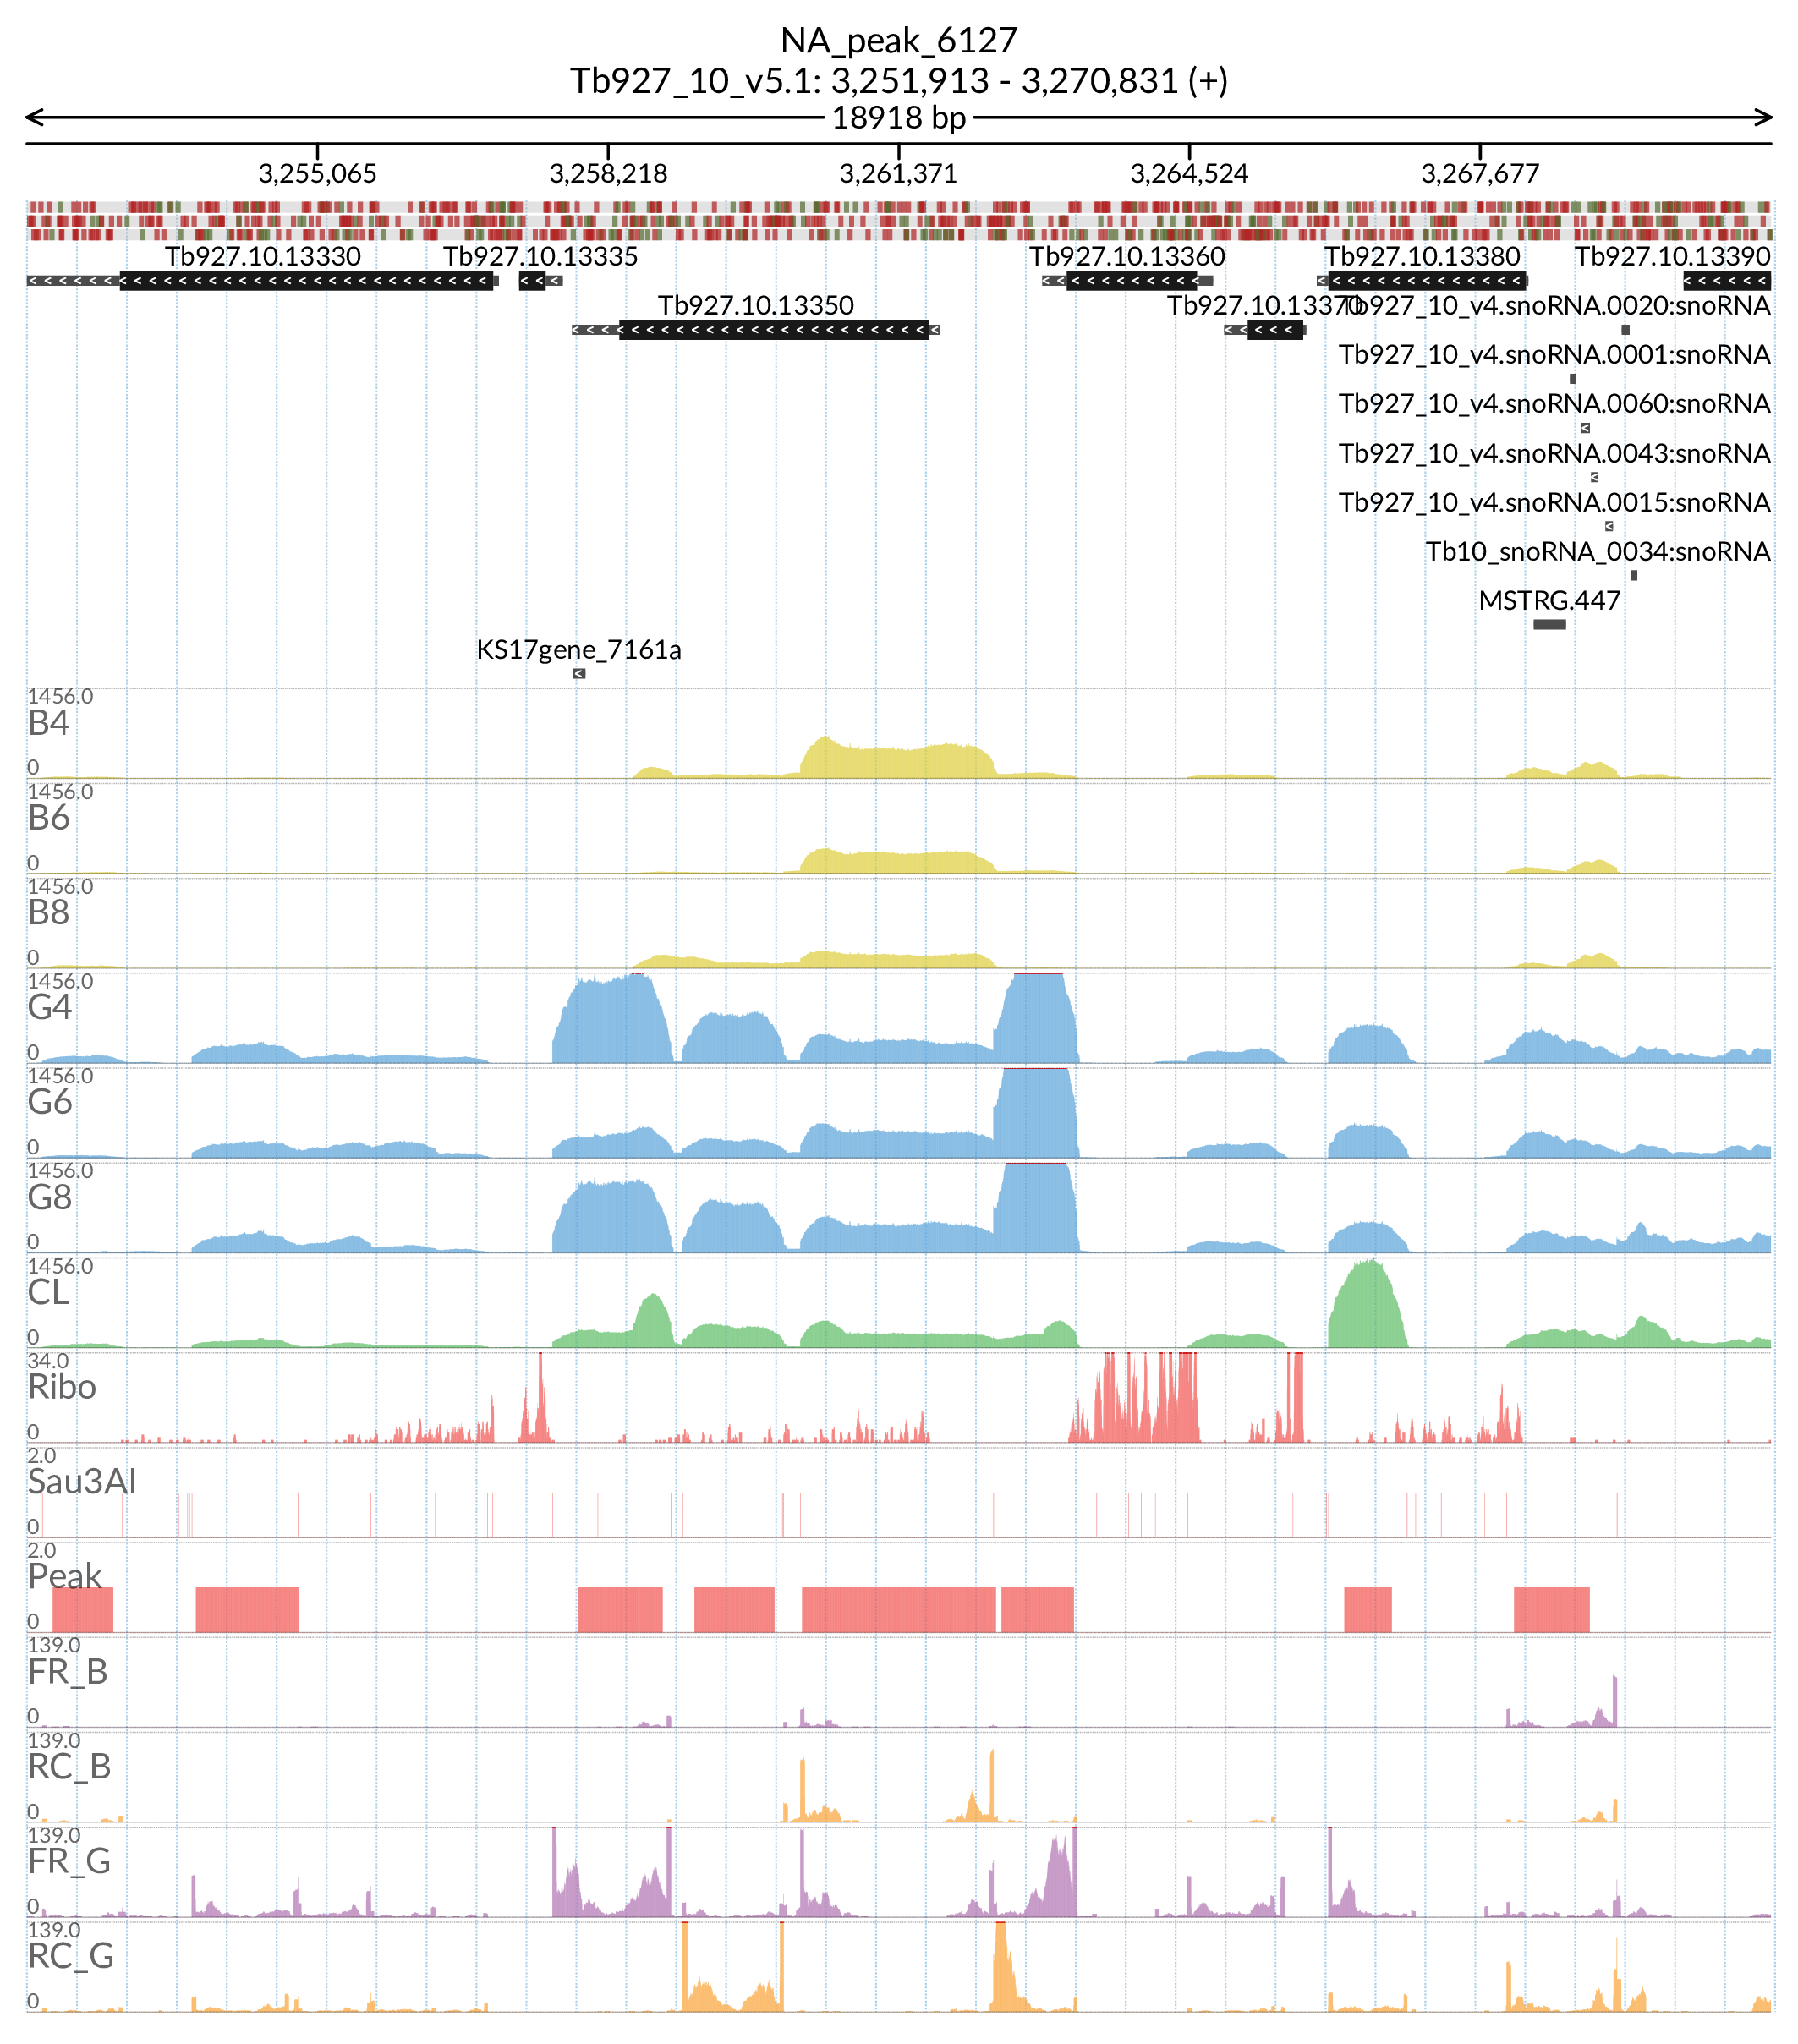 NA_peak_6127
Tb927_10_v5.1: 3,251,913 - 3,270,831 (+)
18918 bp
3,255,065 3,258,218 3,261,371 3,264,524 3,267,677
Tb927.10.13330 Tb927.10.13335 Tb927.10.13360 Tb927.10.13380 Tb927.10.13390
Tb927.10.13350 Tb927.10.13370 Tb927_10_v4.snoRNA.0020:snoRNA
Tb927_10_v4.snoRNA.0001:snoRNA
Tb927_10_v4.snoRNA.0060:snoRNA
Tb927_10_v4.snoRNA.0043:snoRNA
Tb927_10_v4.snoRNA.0015:snoRNA
Tb10_snoRNA_0034:snoRNA
MSTRG.447
KS17gene_7161a
1456.0
B4
0
1456.0
B6
0
1456.0
B8
0
1456.0
G4
0
1456.0
G6
0
1456.0
G8
0
1456.0
CL
0
34.0
Ribo
0
2.0
Sau3AI
0
2.0
Peak
0
139.0
FR_B
0
139.0
RC_B
0
139.0
FR_G
0
139.0
RC_G
0